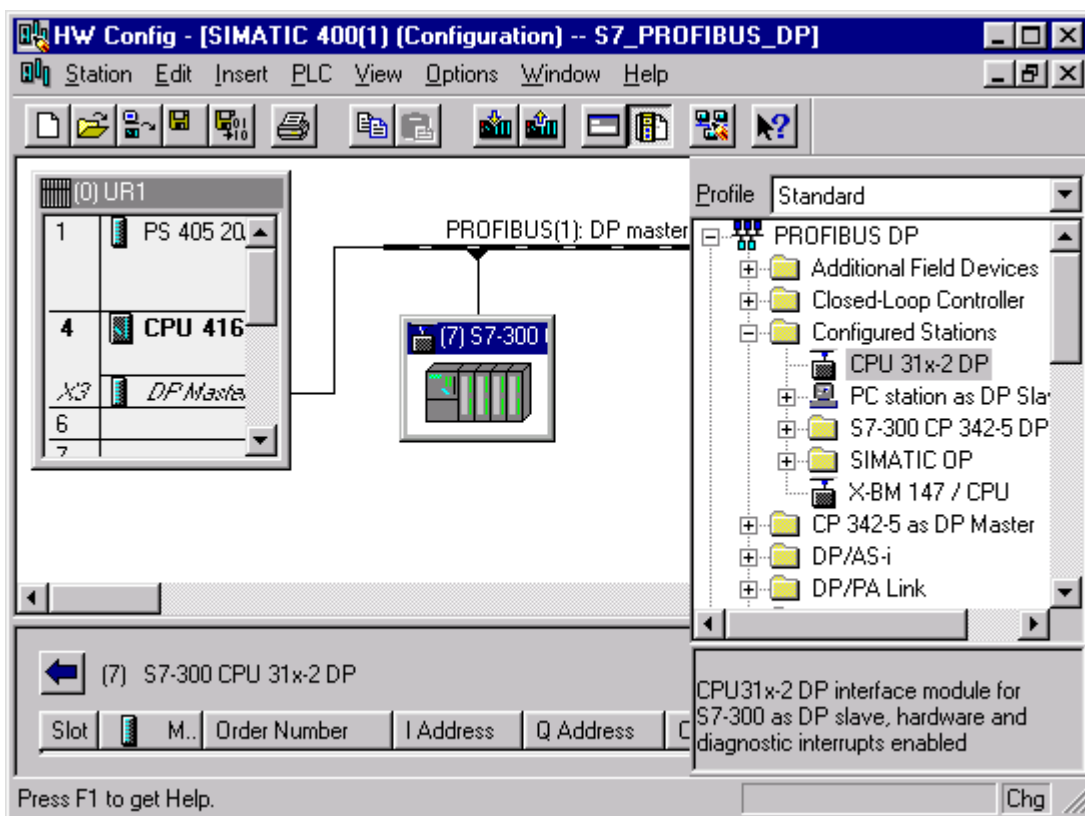 HW Config - [SIMATIC 400(1) (Configuration) -- S7_PROFIBUS_DP]
Station Edit Insert PLC View Options Window Help
(0) UR1
1 PS 405 20
4 CPU 416
X3 DP Maste
6
7
PROFIBUS(1): DP master
(7) S7-300
Profile Standard
PROFIBUS DP
Additional Field Devices
Closed-Loop Controller
Configured Stations
CPU 31x-2 DP
PC station as DP Sla
S7-300 CP 342-5 DP
SIMATIC OP
X-BM 147 / CPU
CP 342-5 as DP Master
DP/AS-i
DP/PA Link
(7) S7-300 CPU 31x-2 DP
Slot M.. Order Number I Address Q Address C
CPU31x-2 DP interface module for
S7-300 as DP slave, hardware and
diagnostic interrupts enabled
Press F1 to get Help.
Chg